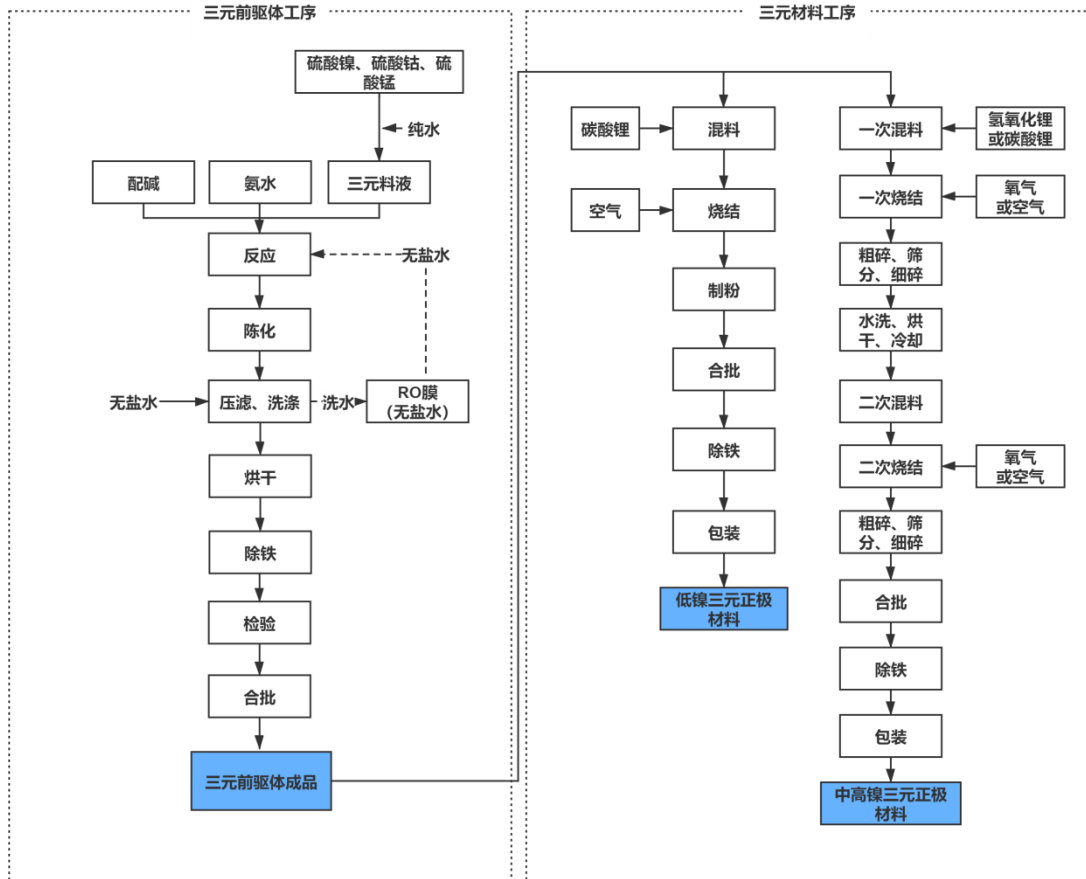 三元前驱体工序
硫酸镍、硫酸钴、硫
酸锰
纯水
配碱
氨水
三元料液
反应
无盐水
陈化
无盐水
压滤、洗涤
洗水
RO膜
（无盐水）
烘干
除铁
检验
合批
三元前驱体成品
三元材料工序
碳酸锂
混料
空气
烧结
制粉
合批
除铁
包装
低镍三元正极
材料
一次混料
氢氧化锂
或碳酸锂
一次烧结
氧气
或空气
粗碎、筛
分、细碎
水洗、烘
干、冷却
二次混料
二次烧结
氧气
或空气
粗碎、筛
分、细碎
合批
除铁
包装
中高镍三元正极
材料